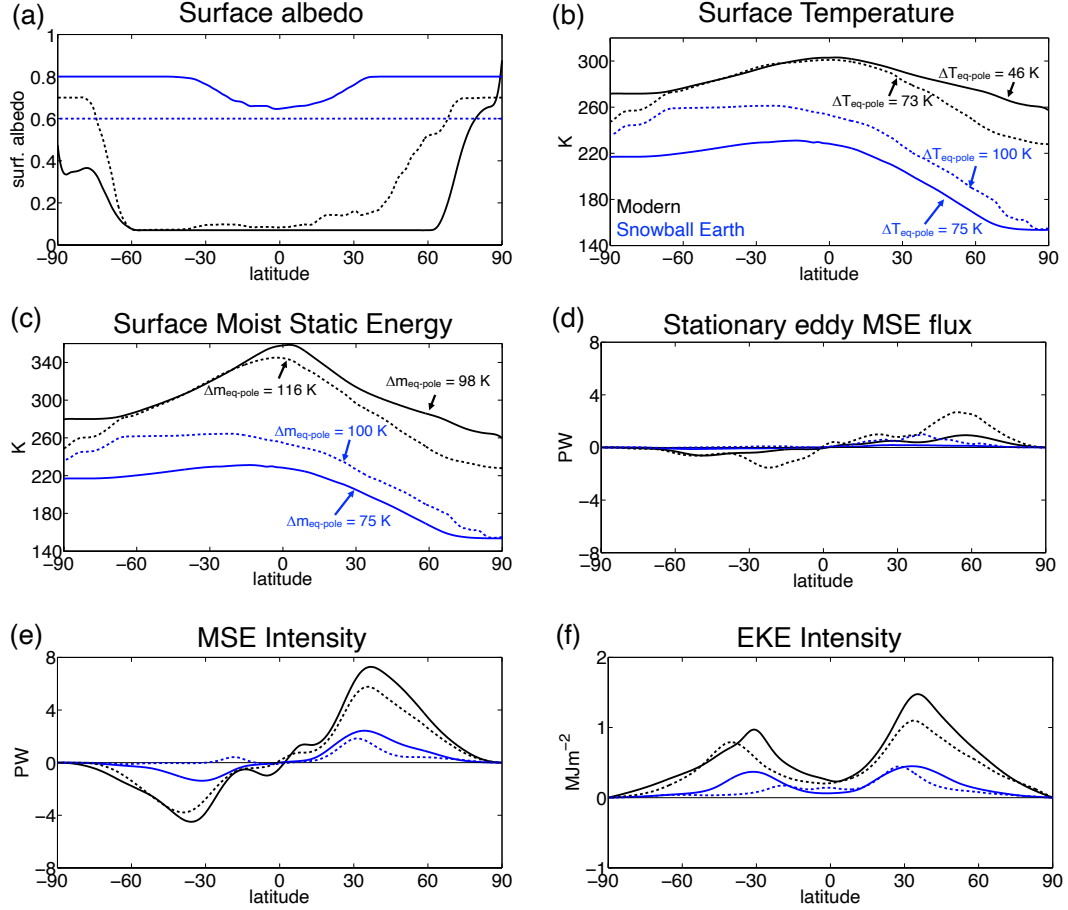 (a) Surface albedo
1
0.8
0.6
0.4
0.2
0
surf. albedo
−90 −60 −30 0 30 60 90
latitude
(b) Surface Temperature
300
260
220
180
140
K
ΔTeq-pole = 46 K
ΔTeq-pole = 73 K
ΔTeq-pole = 100 K
ΔTeq-pole = 75 K
Modern
Snowball Earth
−90 −60 −30 0 30 60 90
latitude
(c) Surface Moist Static Energy
340
300
260
220
180
140
K
Δmeq-pole = 98 K
Δmeq-pole = 116 K
Δmeq-pole = 100 K
Δmeq-pole = 75 K
−90 −60 −30 0 30 60 90
latitude
(d) Stationary eddy MSE flux
8
4
0
−4
−8
PW
−90 −60 −30 0 30 60 90
latitude
(e) MSE Intensity
8
4
0
−4
−8
PW
−90 −60 −30 0 30 60 90
latitude
(f) EKE Intensity
2
1
0
−1
MJm−2
−90 −60 −30 0 30 60 90
latitude